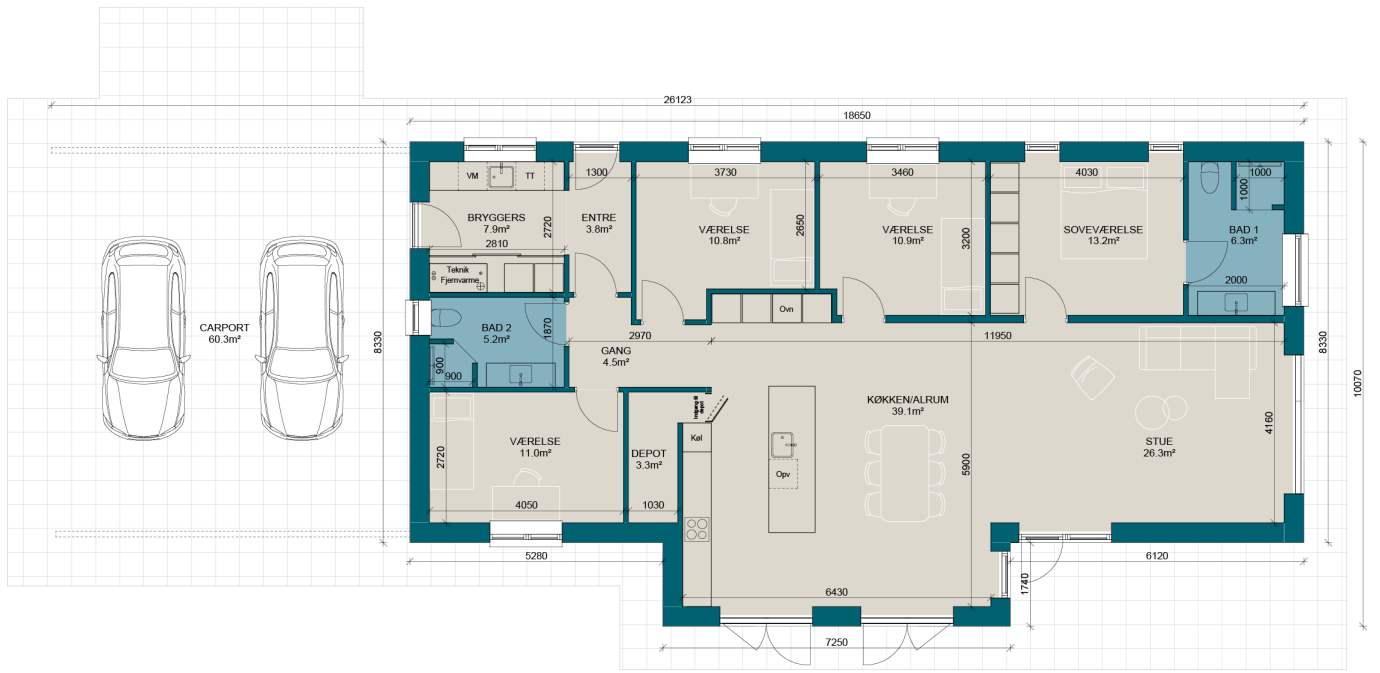 26123
18650
VM
TT
1300
3730
3460
4030
1000
1000
BRYGGERS
7.9m²
2720
2810
ENTRE
3.8m²
VÆRELSE
10.8m²
2650
VÆRELSE
10.9m²
3200
SOVEVÆRELSE
13.2m²
BAD 1
6.3m²
2000
Teknik
Fjernvarme
Ovn
CARPORT
60.3m²
8330
BAD 2
5.2m²
1870
900
900
2970
GANG
4.5m²
11950
8330
10070
KØKKEN/ALRUM
39.1m²
Indgang til
depot
Køl
VÆRELSE
11.0m²
2720
4050
DEPOT
3.3m²
1030
Opv
5900
STUE
26.3m²
4160
5280
6120
1740
6430
7250